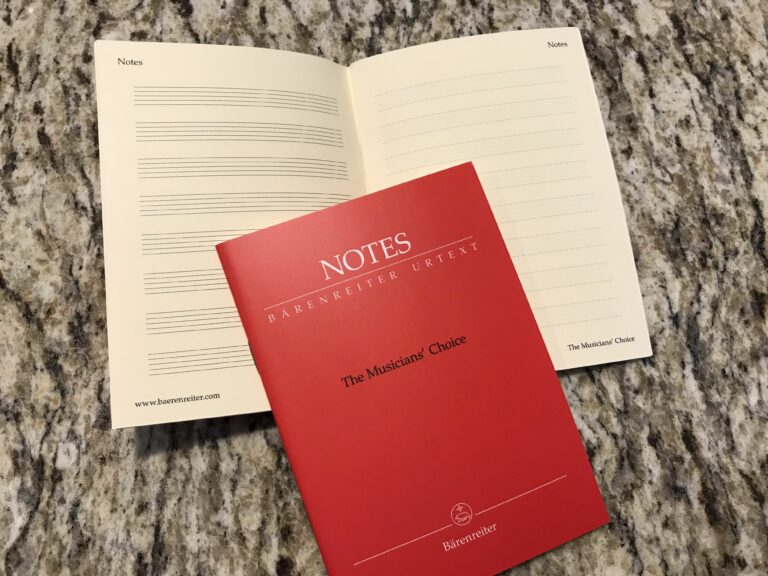 Notes
www.baerenreiter.com
Notes
The Musicians' Choice
NOTES
BÄRENREITER URTEXT
The Musicians' Choice
Bärenreiter